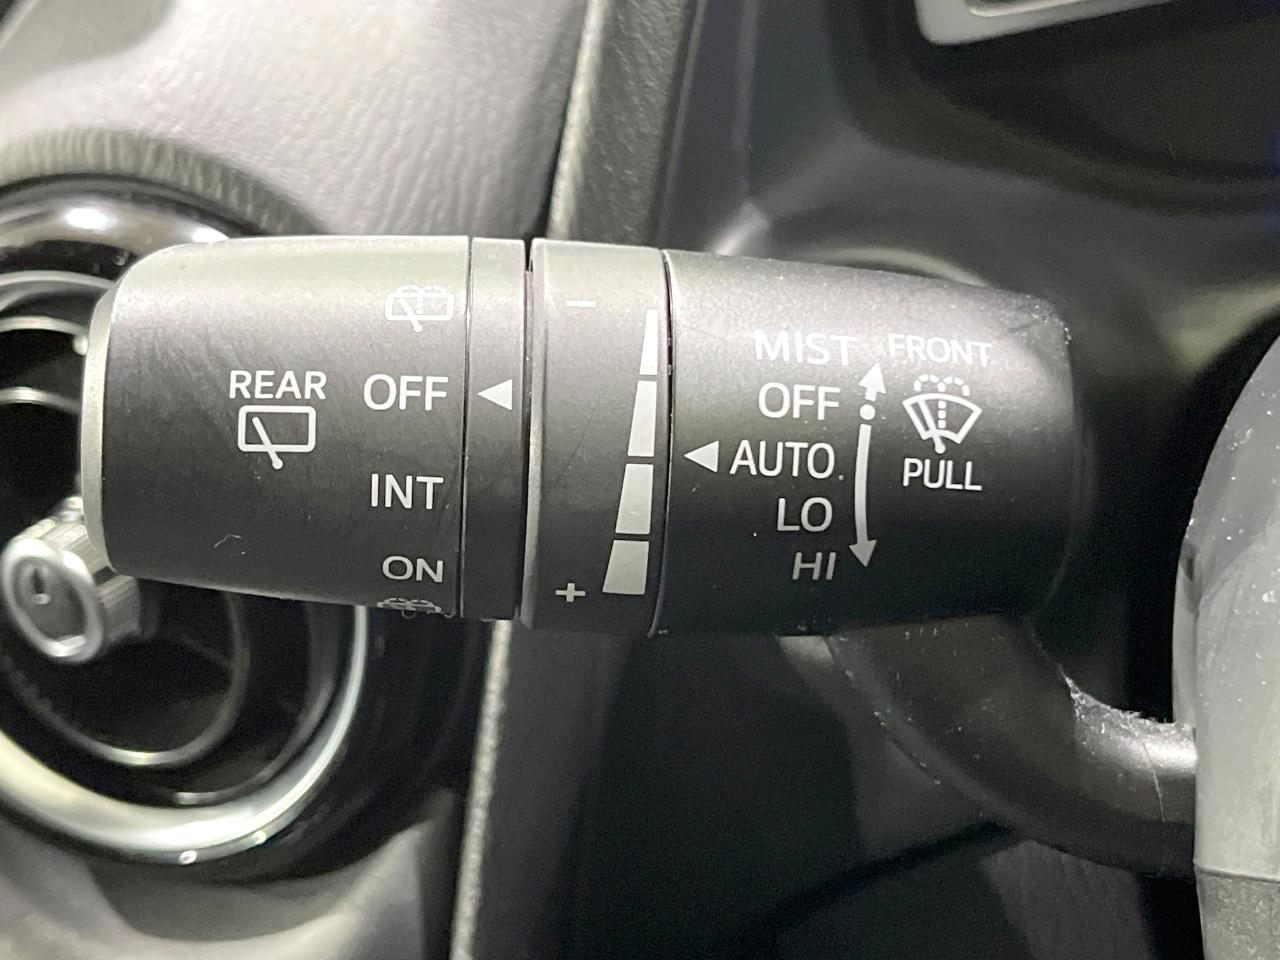 REAR
OFF
INT
ON
−
+
MIST
OFF
AUTO
LO
HI
FRONT
PULL